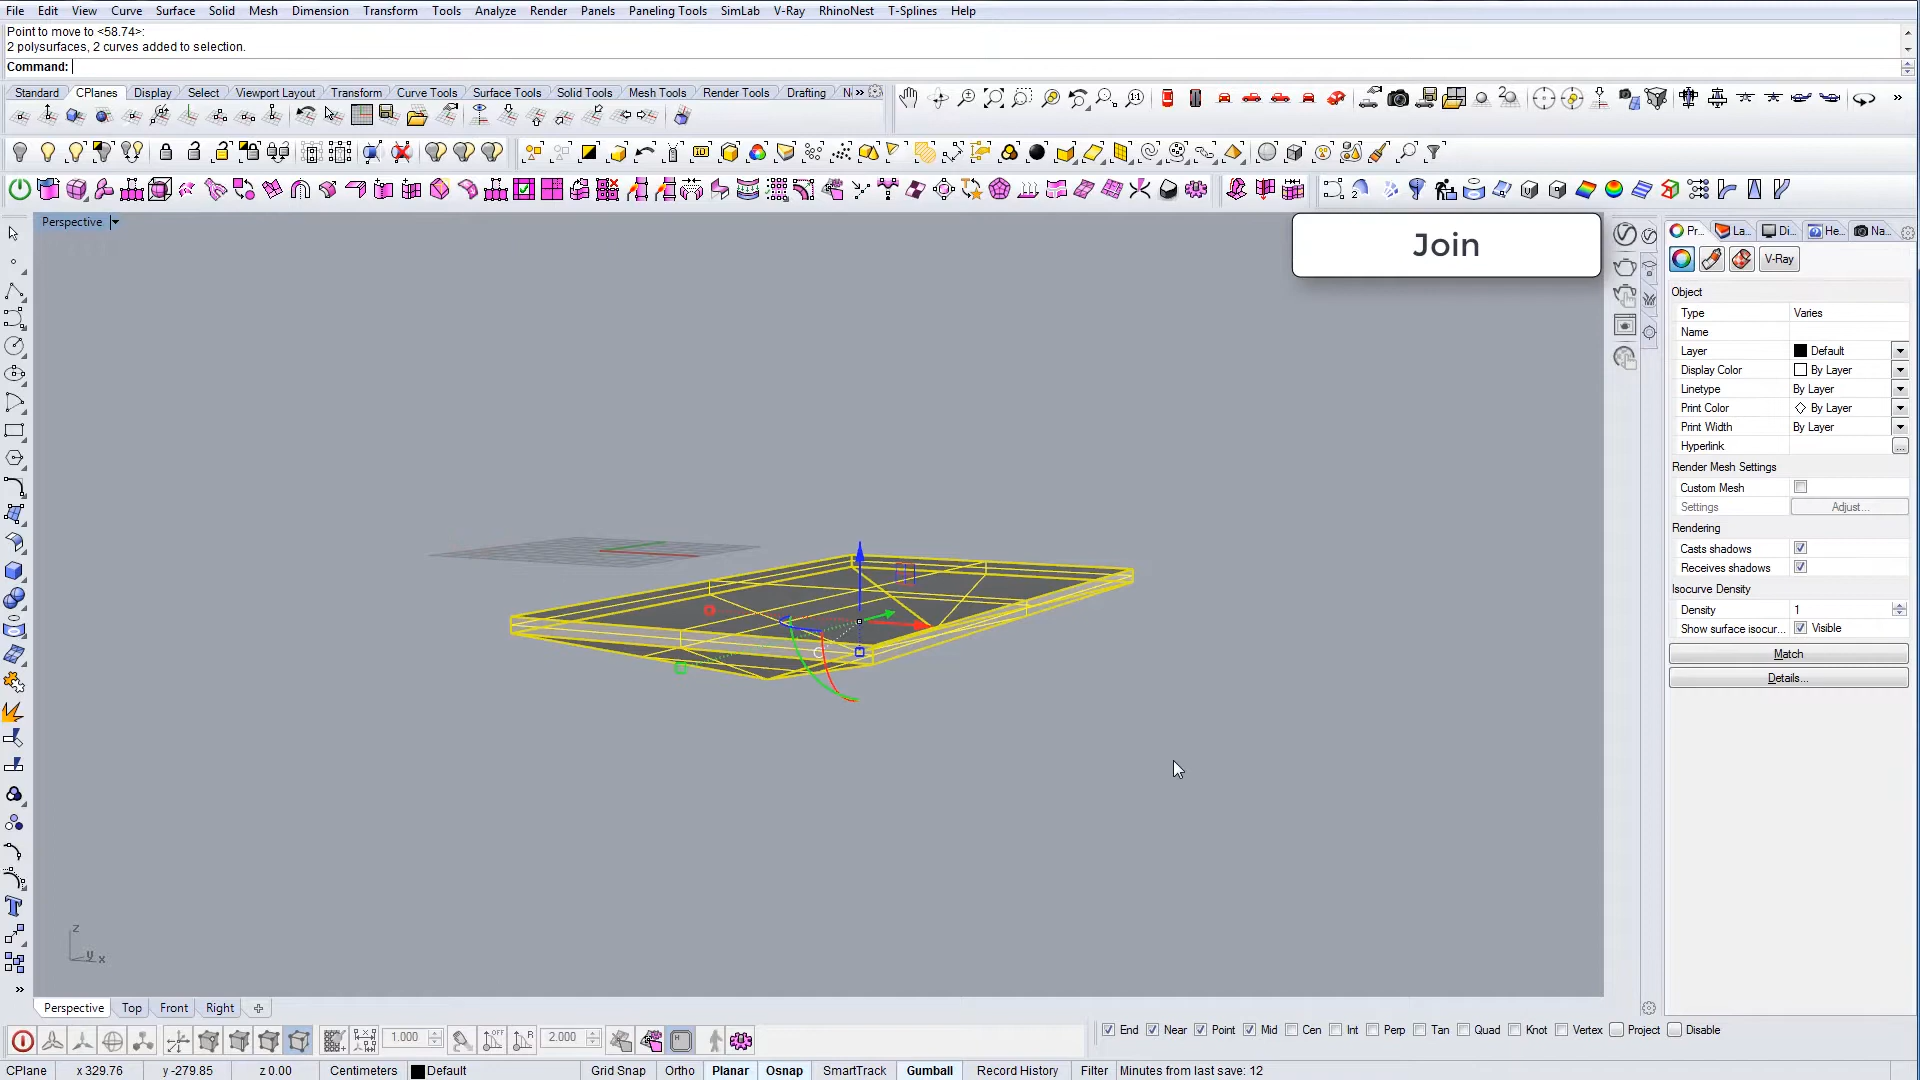 File Edit View Curve Surface Solid Mesh Dimension Transform Tools Analyze Render Panels Paneling Tools SimLab V-Ray RhinoNest T-Splines Help
Point to move to <58.74>:
2 polysurfaces, 2 curves added to selection.
Command:
Standard CPlanes Display Select Viewport Layout Transform Curve Tools Surface Tools Solid Tools Mesh Tools Render Tools Drafting N »
Perspective
Join
Pr... La... Di... He... Na...
V-Ray
Object
Type Varies
Name
Layer Default
Display Color By Layer
Linetype By Layer
Print Color By Layer
Print Width By Layer
Hyperlink ...
Render Mesh Settings
Custom Mesh
Settings Adjust...
Rendering
Casts shadows
Receives shadows
Isocurve Density
Density 1
Show surface isocur... Visible
Match
Details...
z
y x
Perspective Top Front Right
1.000 2.000
End Near Point Mid Cen Int Perp Tan Quad Knot Vertex Project Disable
CPlane x 329.76 y -279.85 z 0.00 Centimeters Default Grid Snap Ortho Planar Osnap SmartTrack Gumball Record History Filter Minutes from last save: 12